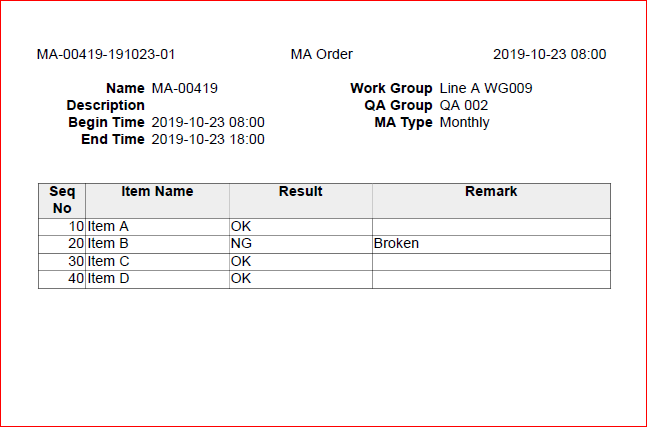 MA-00419-191023-01 MA Order 2019-10-23 08:00
Name MA-00419 Work Group Line A WG009
Description QA Group QA 002
Begin Time 2019-10-23 08:00 MA Type Monthly
End Time 2019-10-23 18:00
Seq No Item Name Result Remark
10 Item A OK
20 Item B NG Broken
30 Item C OK
40 Item D OK